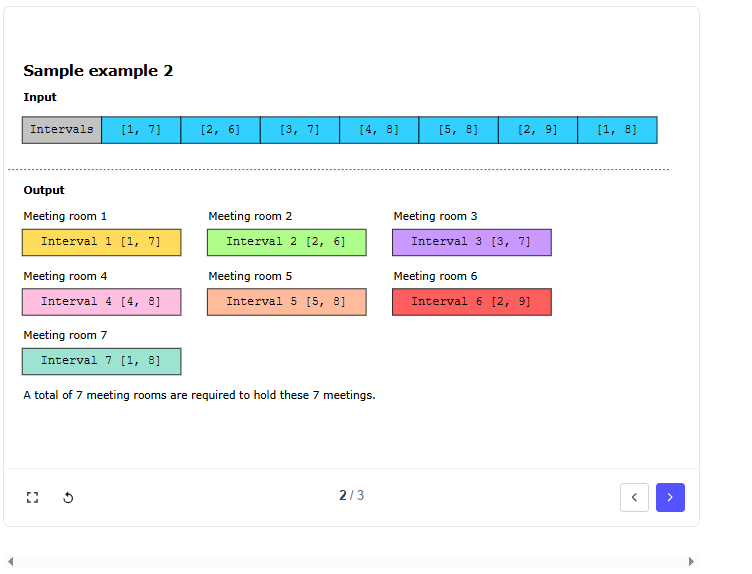 Sample example 2
Input
Intervals [1, 7] [2, 6] [3, 7] [4, 8] [5, 8] [2, 9] [1, 8]
Output
Meeting room 1 Meeting room 2 Meeting room 3
Interval 1 [1, 7] Interval 2 [2, 6] Interval 3 [3, 7]
Meeting room 4 Meeting room 5 Meeting room 6
Interval 4 [4, 8] Interval 5 [5, 8] Interval 6 [2, 9]
Meeting room 7
Interval 7 [1, 8]
A total of 7 meeting rooms are required to hold these 7 meetings.
2 / 3